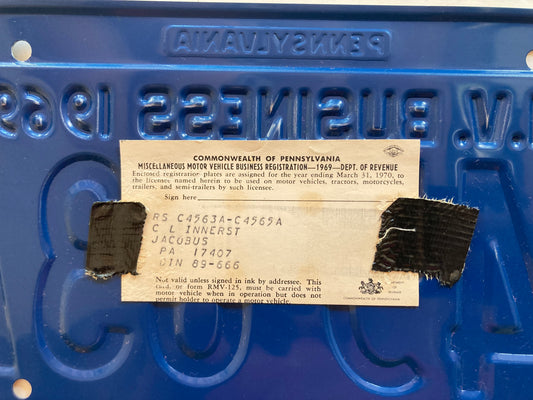 PENNSYLVANIA
M.V. BUSINESS 1969
COMMONWEALTH OF PENNSYLVANIA
MISCELLANEOUS MOTOR VEHICLE BUSINESS REGISTRATION—1969—DEPT. OF REVENUE
Enclosed registration plates are assigned for the year ending March 31, 1970, to
the licensee named herein to be used on motor vehicles, tractors, motorcycles,
trailers, and semi-trailers by such licensee.
Sign here
RS C4563A-C4565A
C L INNERST
JACOBUS
PA 17407
CIN 89-666
Not valid unless signed in ink by addressee. This
card, or form RMV-125, must be carried with
motor vehicle when in operation but does not
permit holder to operate a motor vehicle.
COMMONWEALTH OF PENNSYLVANIA